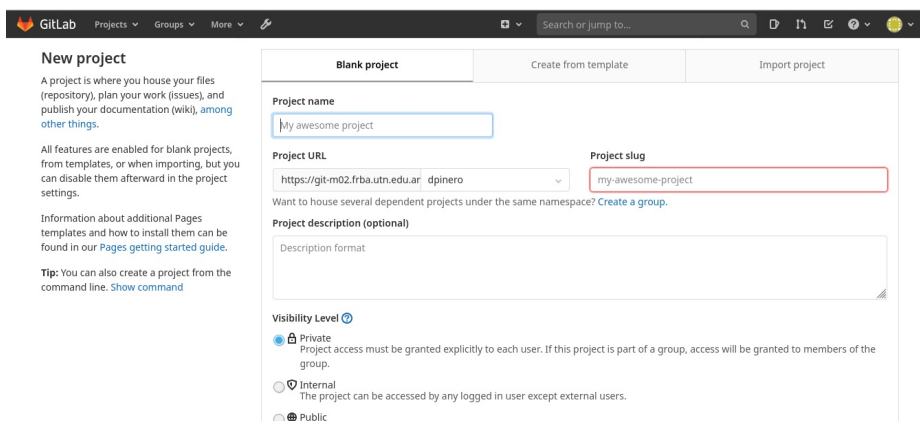 GitLab Projects Groups More Search or jump to...
New project
A project is where you house your files
(repository), plan your work (issues), and
publish your documentation (wiki), among
other things.
All features are enabled for blank projects,
from templates, or when importing, but you
can disable them afterward in the project
settings.
Information about additional Pages
templates and how to install them can be
found in our Pages getting started guide.
Tip: You can also create a project from the
command line. Show command
Blank project Create from template Import project
Project name
My awesome project
Project URL Project slug
https://git-m02.frba.utn.edu.ar dpinero my-awesome-project
Want to house several dependent projects under the same namespace? Create a group.
Project description (optional)
Description format
Visibility Level
Private
Project access must be granted explicitly to each user. If this project is part of a group, access will be granted to members of the
group.
Internal
The project can be accessed by any logged in user except external users.
Public